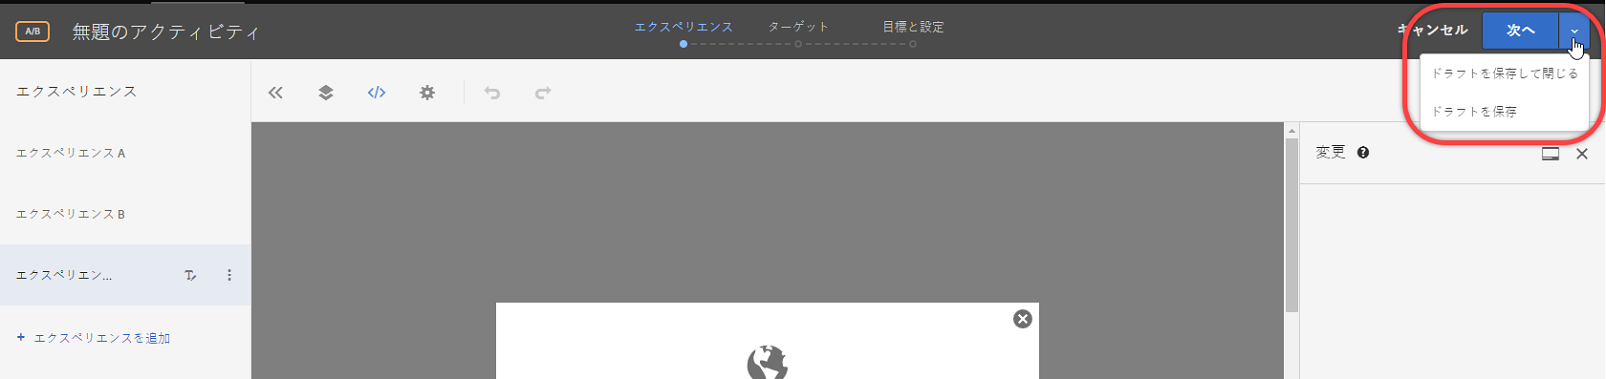 A/B 無題のアクティビティ
エクスペリエンス ターゲット 目標と設定
キャンセル 次へ
ドラフトを保存して閉じる
ドラフトを保存
エクスペリエンス
エクスペリエンス A
エクスペリエンス B
エクスペリエン...
+ エクスペリエンスを追加
変更